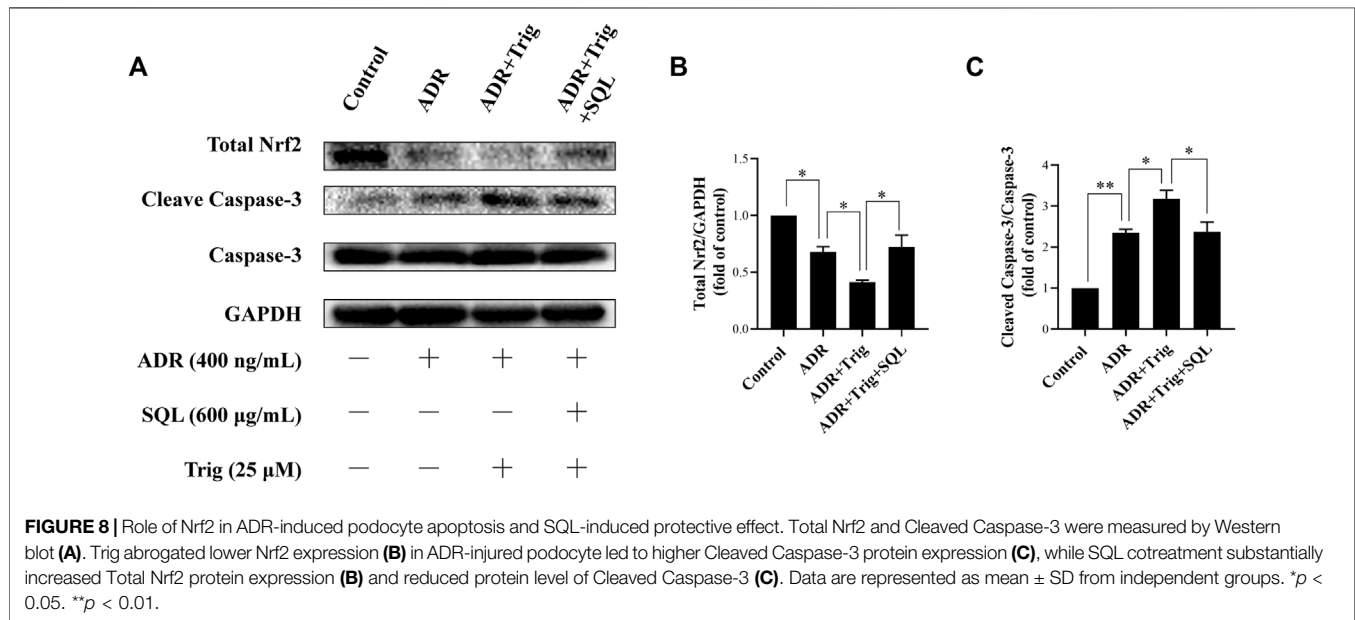 A
Control
ADR
ADR+Trig
ADR+Trig
+SQL
Total Nrf2
Cleave Caspase-3
Caspase-3
GAPDH
ADR (400 ng/mL) — + + +
SQL (600 μg/mL) — — — +
Trig (25 μM) — — + +
B
Total Nrf2/GAPDH
(fold of control)
1.5
1.0
0.5
0.0
* * *
Control
ADR
ADR+Trig
ADR+Trig+SQL
C
Cleaved Caspase-3/Caspase-3
(fold of control)
4
3
2
1
0
** * *
Control
ADR
ADR+Trig
ADR+Trig+SQL
FIGURE 8 | Role of Nrf2 in ADR-induced podocyte apoptosis and SQL-induced protective effect. Total Nrf2 and Cleaved Caspase-3 were measured by Western
blot (A). Trig abrogated lower Nrf2 expression (B) in ADR-injured podocyte led to higher Cleaved Caspase-3 protein expression (C), while SQL cotreatment substantially
increased Total Nrf2 protein expression (B) and reduced protein level of Cleaved Caspase-3 (C). Data are represented as mean ± SD from independent groups. *p <
0.05. **p < 0.01.